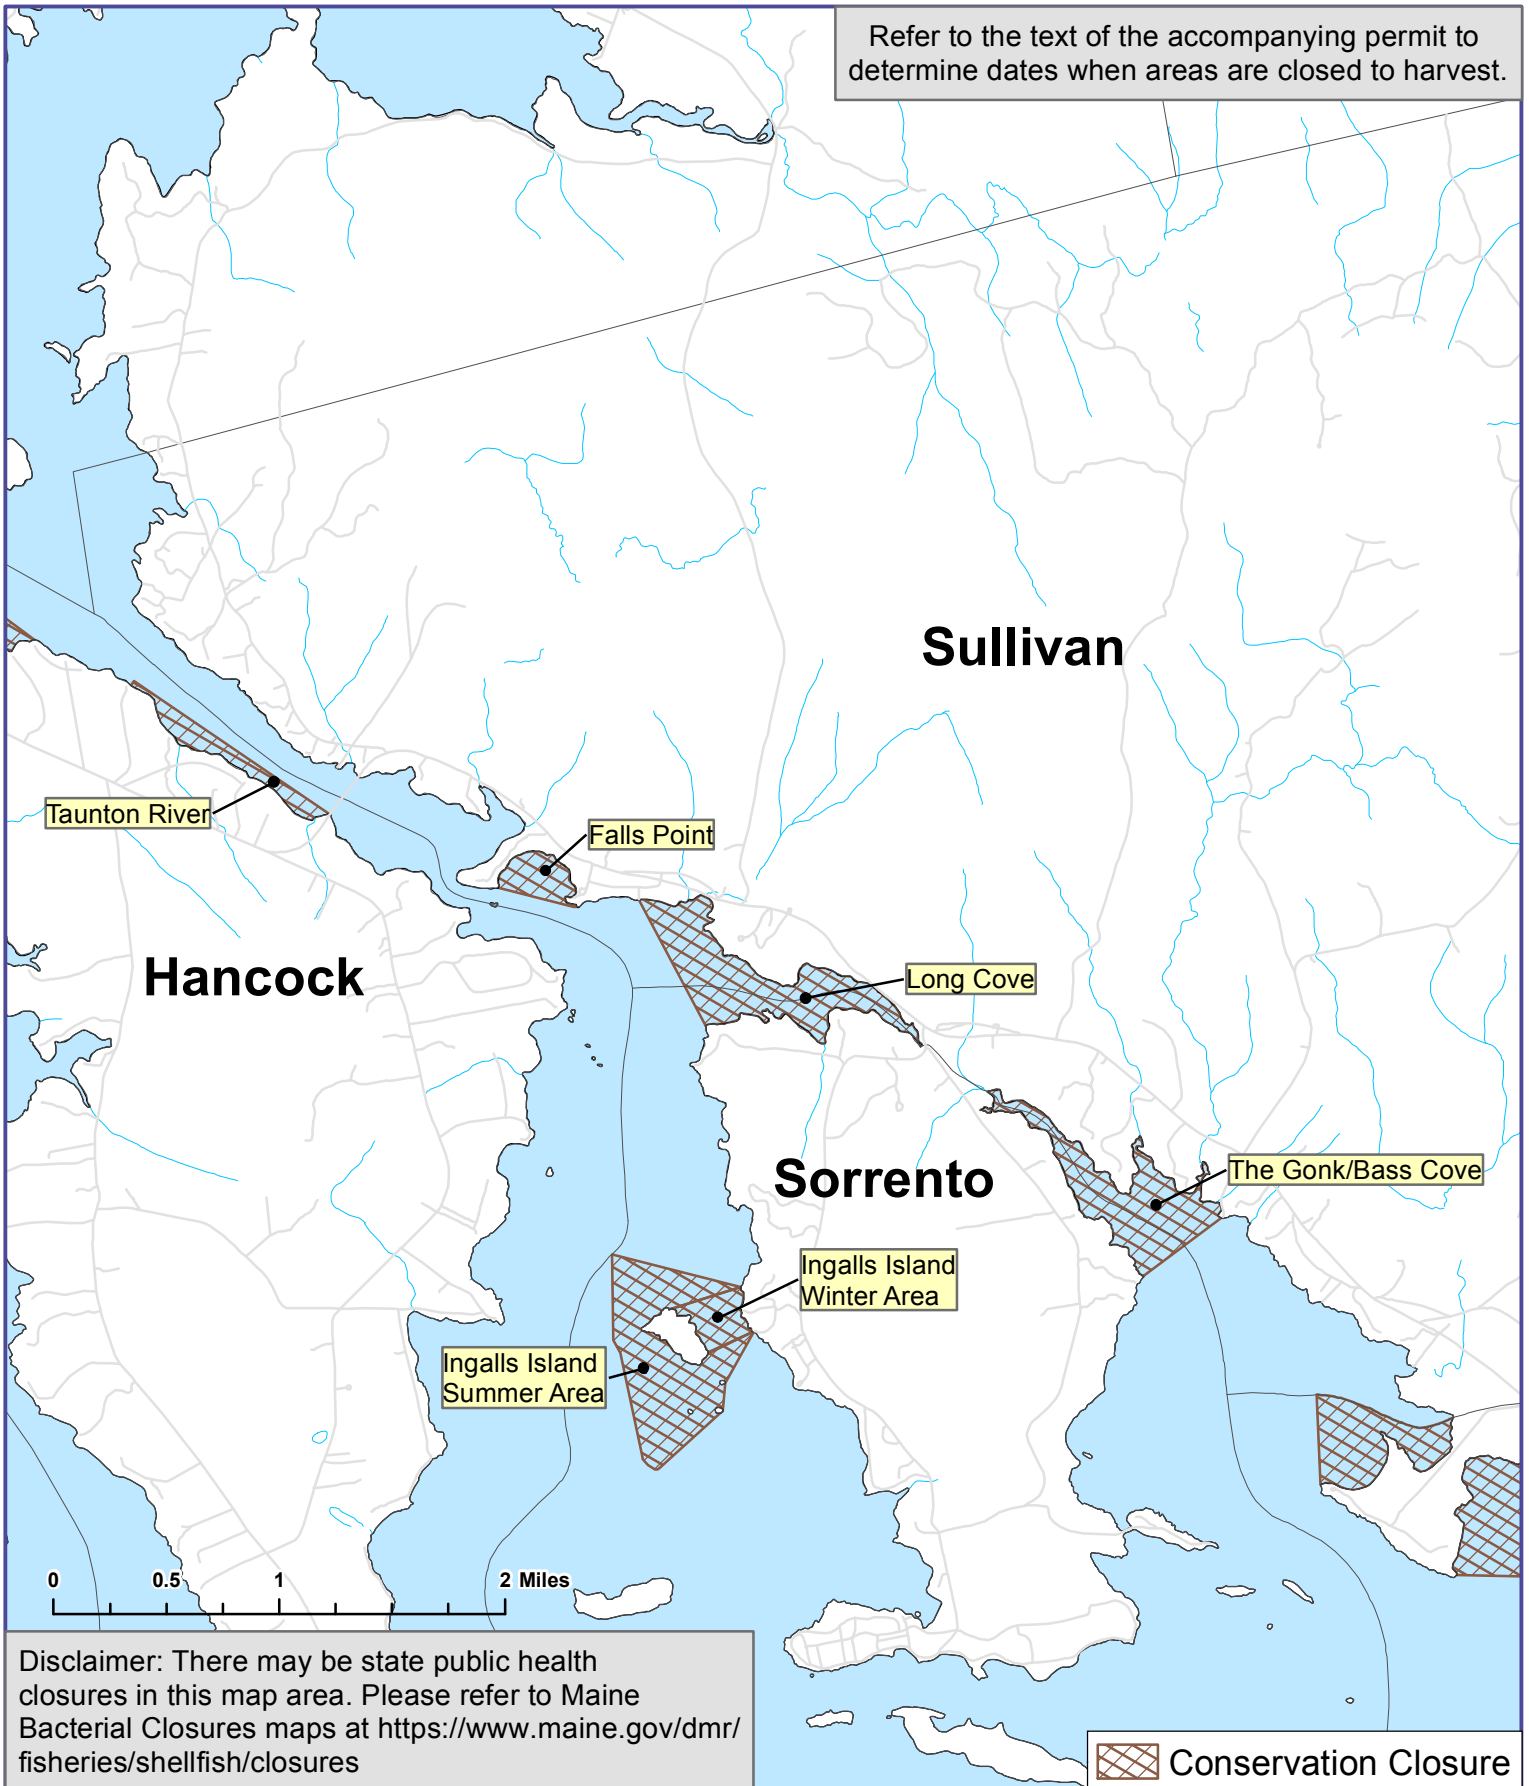 Refer to the text of the accompanying permit to
determine dates when areas are closed to harvest.
Sullivan
Taunton River
Falls Point
Hancock
Long Cove
Sorrento
The Gonk/Bass Cove
Ingalls Island
Winter Area
Ingalls Island
Summer Area
0 0.5 1 2 Miles
Disclaimer: There may be state public health
closures in this map area. Please refer to Maine
Bacterial Closures maps at https://www.maine.gov/dmr/
fisheries/shellfish/closures
Conservation Closure